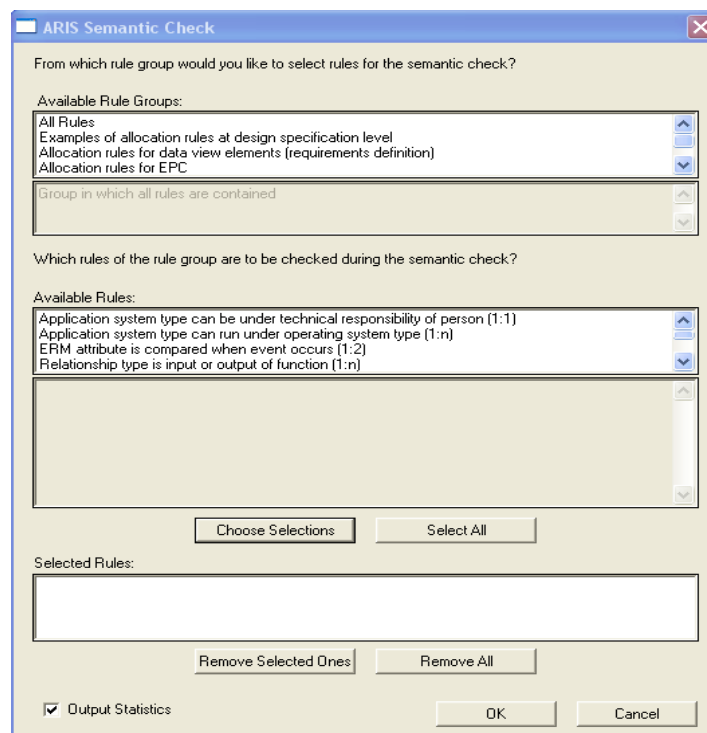 ARIS Semantic Check
From which rule group would you like to select rules for the semantic check?
Available Rule Groups:
All Rules
Examples of allocation rules at design specification level
Allocation rules for data view elements (requirements definition)
Allocation rules for EPC
Group in which all rules are contained
Which rules of the rule group are to be checked during the semantic check?
Available Rules:
Application system type can be under technical responsibility of person (1:1)
Application system type can run under operating system type (1:n)
ERM attribute is compared when event occurs (1:2)
Relationship type is input or output of function (1:n)
Choose Selections Select All
Selected Rules:
Remove Selected Ones Remove All
Output Statistics OK Cancel